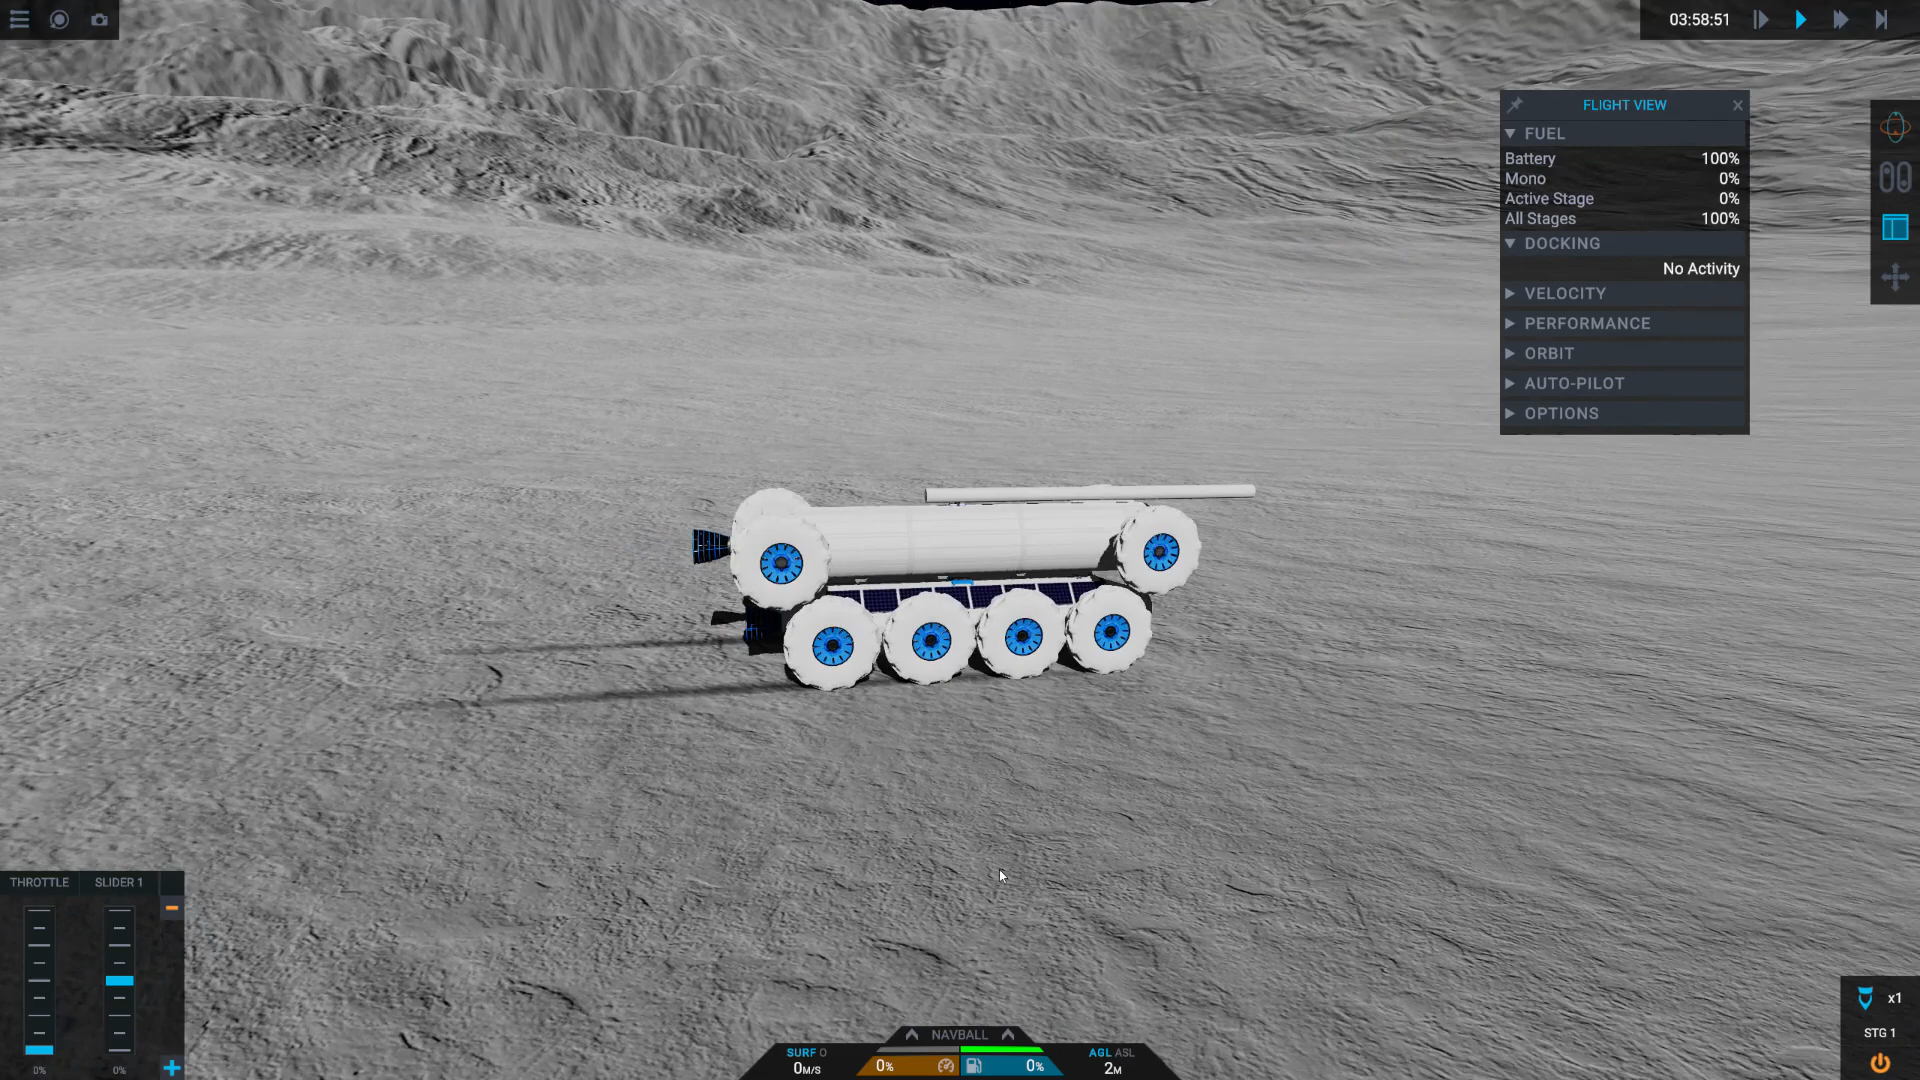 03:58:51
FLIGHT VIEW
FUEL
Battery 100%
Mono 0%
Active Stage 0%
All Stages 100%
DOCKING
No Activity
VELOCITY
PERFORMANCE
ORBIT
AUTO-PILOT
OPTIONS
THROTTLE SLIDER 1
0% 0%
NAVBALL
SURF O
0M/S
0%
0%
AGL ASL
2M
x1
STG 1